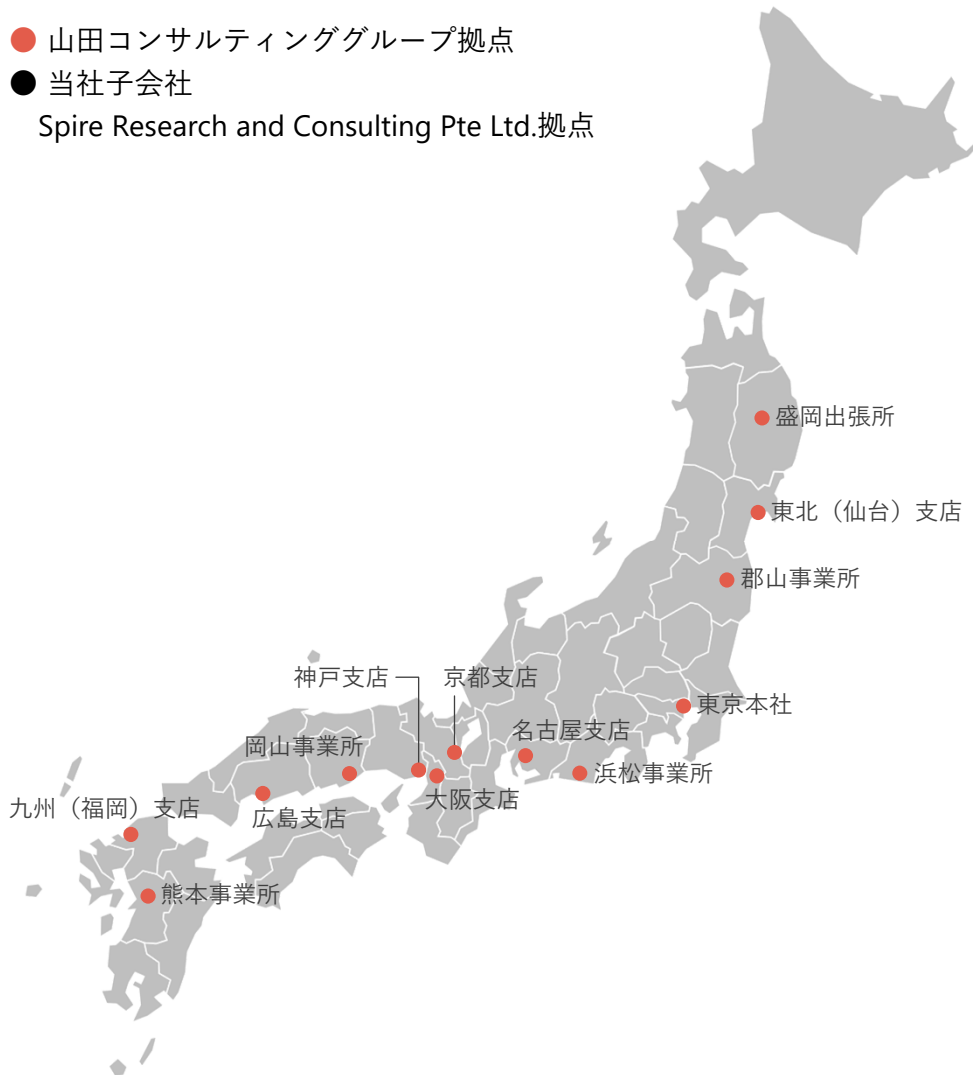 山田コンサルティンググループ拠点
当社子会社
Spire Research and Consulting Pte Ltd.拠点
盛岡出張所
東北（仙台）支店
郡山事業所
神戸支店
京都支店
東京本社
名古屋支店
岡山事業所
浜松事業所
大阪支店
九州（福岡）支店
広島支店
熊本事業所